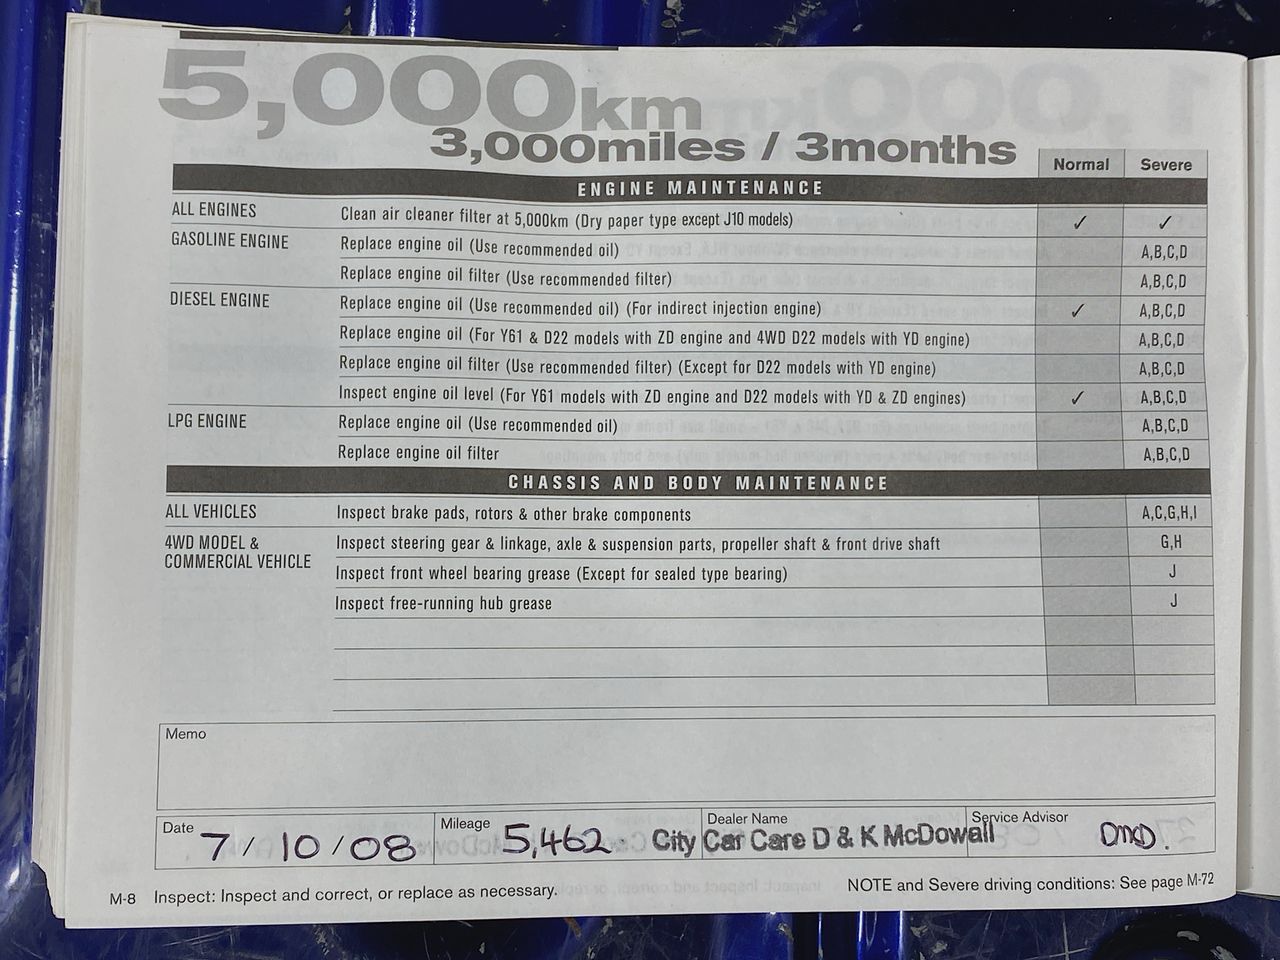 5,000km
3,000miles / 3months
Normal Severe
ENGINE MAINTENANCE
ALL ENGINES Clean air cleaner filter at 5,000km (Dry paper type except J10 models) ✓ ✓
GASOLINE ENGINE Replace engine oil (Use recommended oil) A,B,C,D
Replace engine oil filter (Use recommended filter) A,B,C,D
DIESEL ENGINE Replace engine oil (Use recommended oil) (For indirect injection engine) ✓ A,B,C,D
Replace engine oil (For Y61 & D22 models with ZD engine and 4WD D22 models with YD engine) A,B,C,D
Replace engine oil filter (Use recommended filter) (Except for D22 models with YD engine) A,B,C,D
Inspect engine oil level (For Y61 models with ZD engine and D22 models with YD & ZD engines) ✓ A,B,C,D
LPG ENGINE Replace engine oil (Use recommended oil) A,B,C,D
Replace engine oil filter A,B,C,D
CHASSIS AND BODY MAINTENANCE
ALL VEHICLES Inspect brake pads, rotors & other brake components A,C,G,H,I
4WD MODEL & COMMERCIAL VEHICLE Inspect steering gear & linkage, axle & suspension parts, propeller shaft & front drive shaft G,H
Inspect front wheel bearing grease (Except for sealed type bearing) J
Inspect free-running hub grease J
Memo
Date 7/10/08 Mileage 5,462 Dealer Name City Car Care D & K McDowall Service Advisor DMD.
M-8 Inspect: Inspect and correct, or replace as necessary. NOTE and Severe driving conditions: See page M-72